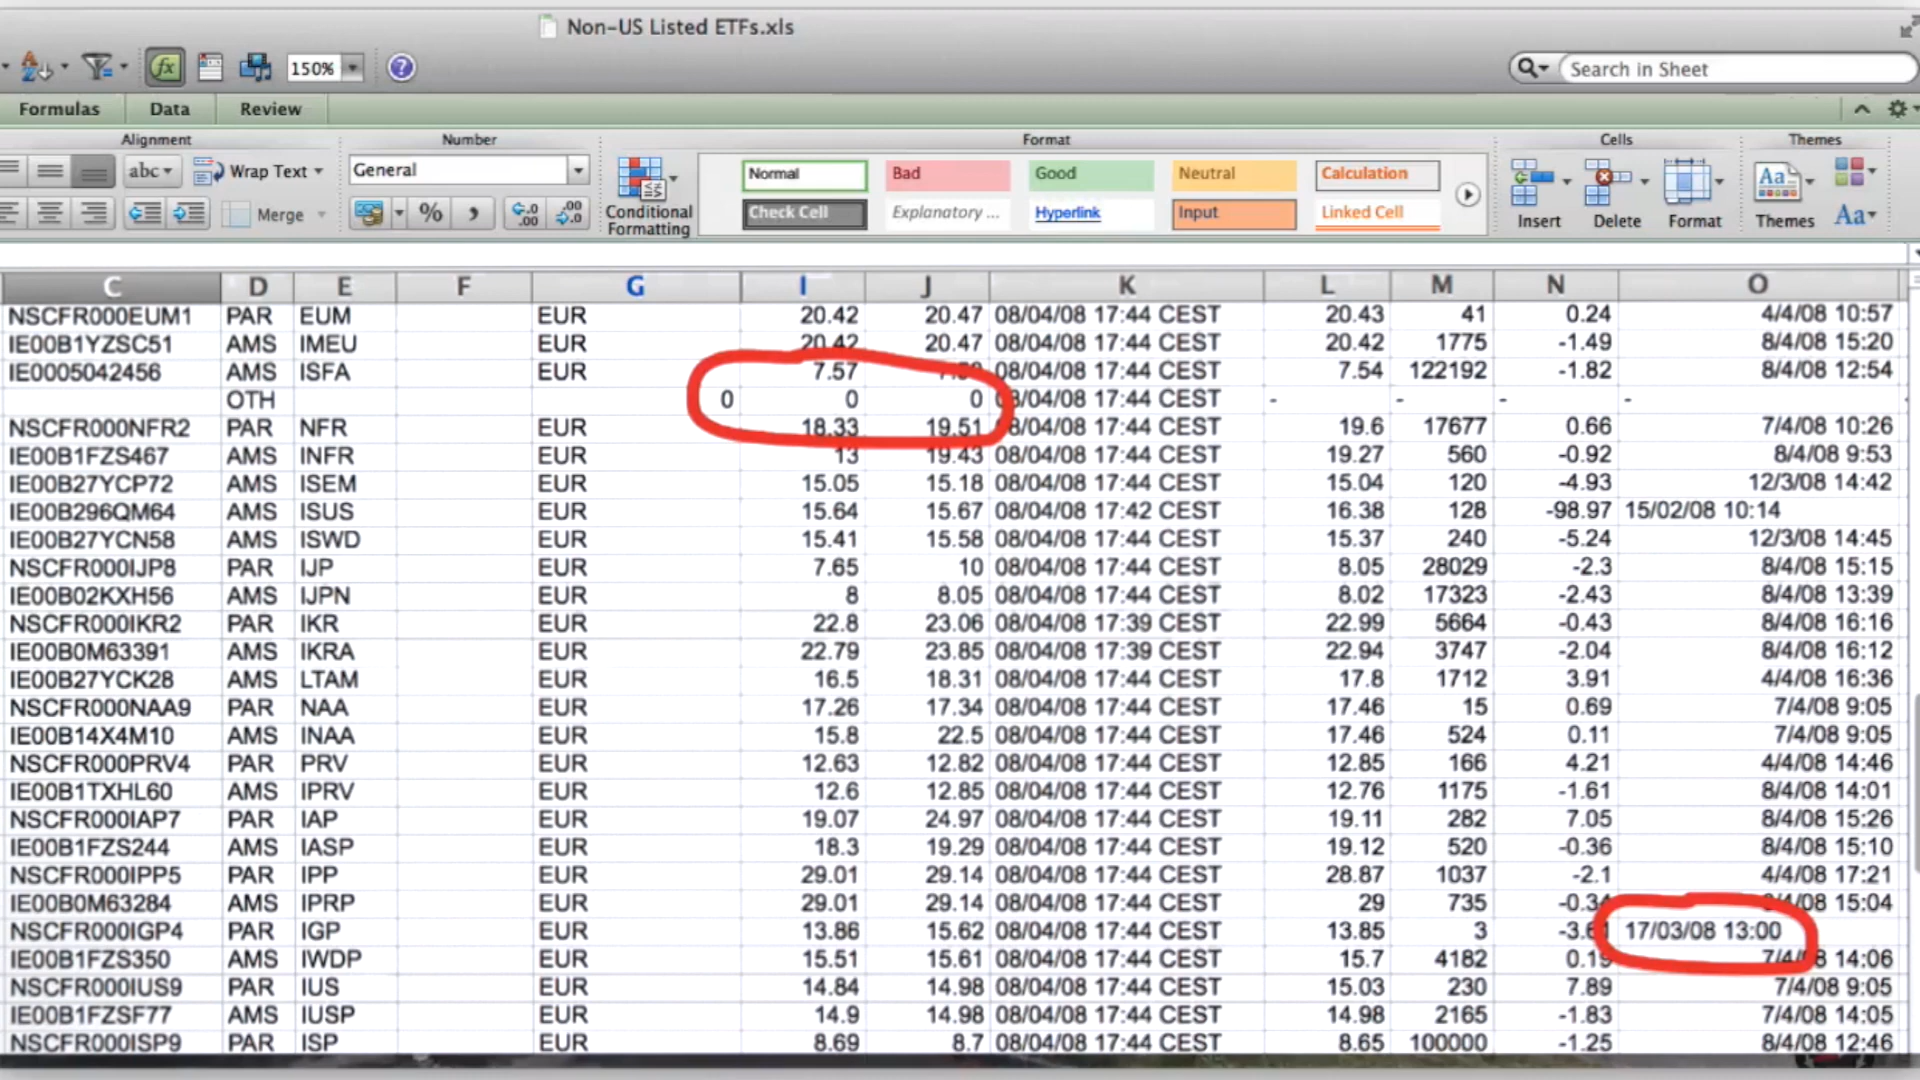 Non-US Listed ETFs.xls
150% ?
Search in Sheet
Formulas Data Review
Alignment Number Format Cells Themes
abc Wrap Text General Normal Bad Good Neutral Calculation
Merge % Conditional Formatting Check Cell Explanatory ... Hyperlink Input Linked Cell Insert Delete Format Themes Aa
C D E F G I J K L M N O
NSCFR000EUM1 PAR EUM EUR 20.42 20.47 08/04/08 17:44 CEST 20.43 41 0.24 4/4/08 10:57
IE00B1YZSC51 AMS IMEU EUR 20.42 20.47 08/04/08 17:44 CEST 20.42 1775 -1.49 8/4/08 15:20
IE0005042456 AMS ISFA EUR 7.57 08/04/08 17:44 CEST 7.54 122192 -1.82 8/4/08 12:54
OTH 0 0 0 08/04/08 17:44 CEST - - - -
NSCFR000NFR2 PAR NFR EUR 18.33 19.51 08/04/08 17:44 CEST 19.6 17677 0.66 7/4/08 10:26
IE00B1FZS467 AMS INFR EUR 13 19.43 08/04/08 17:44 CEST 19.27 560 -0.92 8/4/08 9:53
IE00B27YCP72 AMS ISEM EUR 15.05 15.18 08/04/08 17:44 CEST 15.04 120 -4.93 12/3/08 14:42
IE00B296QM64 AMS ISUS EUR 15.64 15.67 08/04/08 17:42 CEST 16.38 128 -98.97 15/02/08 10:14
IE00B27YCN58 AMS ISWD EUR 15.41 15.58 08/04/08 17:44 CEST 15.37 240 -5.24 12/3/08 14:45
NSCFR000IJP8 PAR IJP EUR 7.65 10 08/04/08 17:44 CEST 8.05 28029 -2.3 8/4/08 15:15
IE00B02KXH56 AMS IJPN EUR 8 8.05 08/04/08 17:44 CEST 8.02 17323 -2.43 8/4/08 13:39
NSCFR000IKR2 PAR IKR EUR 22.8 23.06 08/04/08 17:39 CEST 22.99 5664 -0.43 8/4/08 16:16
IE00B0M63391 AMS IKRA EUR 22.79 23.85 08/04/08 17:39 CEST 22.94 3747 -2.04 8/4/08 16:12
IE00B27YCK28 AMS LTAM EUR 16.5 18.31 08/04/08 17:44 CEST 17.8 1712 3.91 4/4/08 16:36
NSCFR000NAA9 PAR NAA EUR 17.26 17.34 08/04/08 17:44 CEST 17.46 15 0.69 7/4/08 9:05
IE00B14X4M10 AMS INAA EUR 15.8 22.5 08/04/08 17:44 CEST 17.46 524 0.11 7/4/08 9:05
NSCFR000PRV4 PAR PRV EUR 12.63 12.82 08/04/08 17:44 CEST 12.85 166 4.21 4/4/08 14:46
IE00B1TXHL60 AMS IPRV EUR 12.6 12.85 08/04/08 17:44 CEST 12.76 1175 -1.61 8/4/08 14:01
NSCFR000IAP7 PAR IAP EUR 19.07 24.97 08/04/08 17:44 CEST 19.11 282 7.05 8/4/08 15:26
IE00B1FZS244 AMS IASP EUR 18.3 19.29 08/04/08 17:44 CEST 19.12 520 -0.36 8/4/08 15:10
NSCFR000IPP5 PAR IPP EUR 29.01 29.14 08/04/08 17:44 CEST 28.87 1037 -2.1 4/4/08 17:21
IE00B0M63284 AMS IPRP EUR 29.01 29.14 08/04/08 17:44 CEST 29 735 -0.34 15:04
NSCFR000IGP4 PAR IGP EUR 13.86 15.62 08/04/08 17:44 CEST 13.85 3 17/03/08 13:00
IE00B1FZS350 AMS IWDP EUR 15.51 15.61 08/04/08 17:44 CEST 15.7 4182 7/4/08 14:06
NSCFR000IUS9 PAR IUS EUR 14.84 14.98 08/04/08 17:44 CEST 15.03 230 7.89 7/4/08 9:05
IE00B1FZSF77 AMS IUSP EUR 14.9 14.98 08/04/08 17:44 CEST 14.98 2165 -1.83 7/4/08 14:05
NSCFR000ISP9 PAR ISP EUR 8.69 8.7 08/04/08 17:44 CEST 8.65 100000 -1.25 8/4/08 12:46